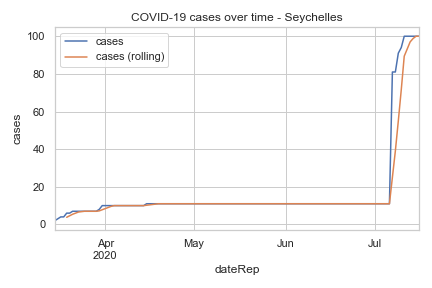 COVID-19 cases over time - Seychelles
cases
cases (rolling)
100
80
60
40
20
0
cases
Apr
2020
May
Jun
Jul
dateRep